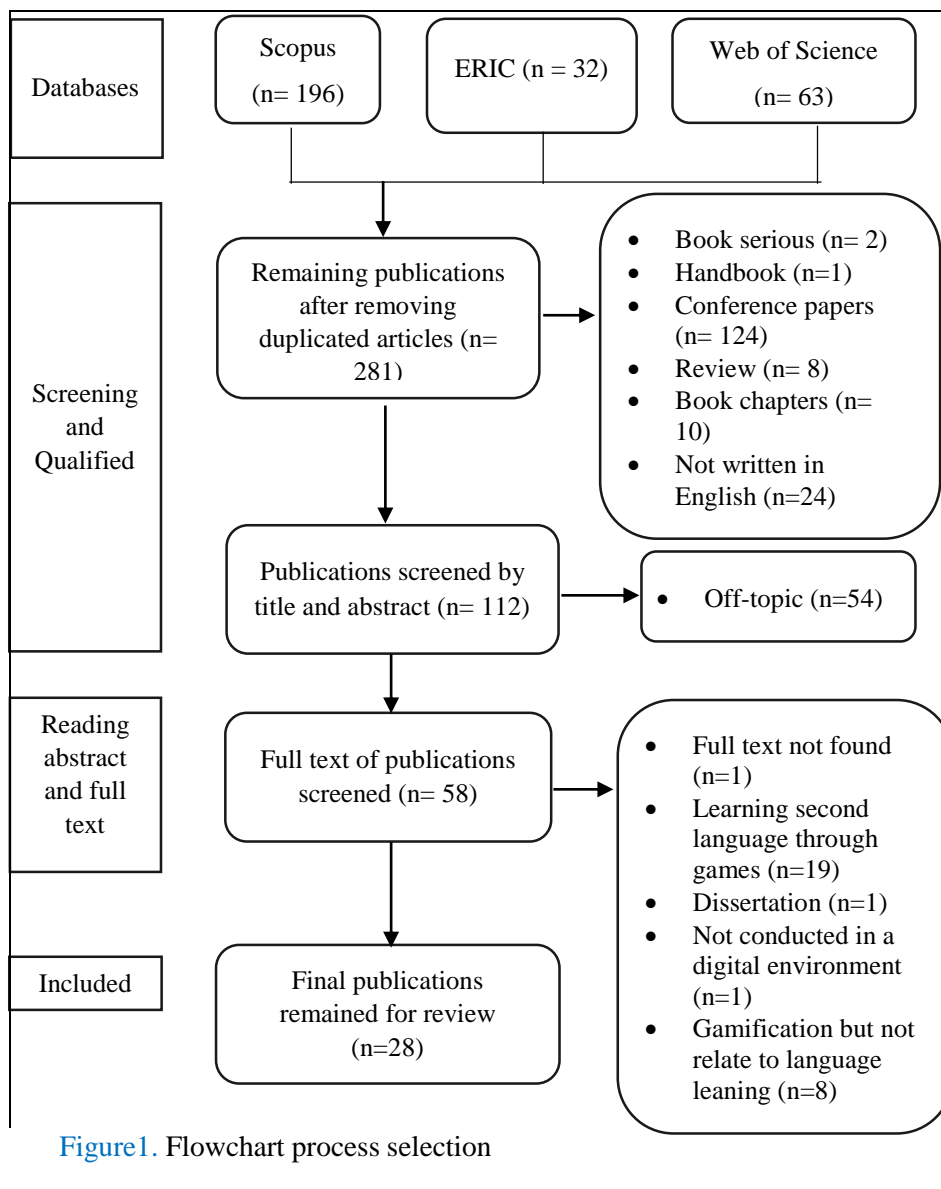 Databases
Scopus
(n= 196)
ERIC (n = 32)
Web of Science
(n= 63)
Screening
and
Qualified
Remaining publications
after removing
duplicated articles (n=
281)
• Book serious (n= 2)
• Handbook (n=1)
• Conference papers
(n= 124)
• Review (n= 8)
• Book chapters (n=
10)
• Not written in
English (n=24)
Publications screened by
title and abstract (n= 112)
• Off-topic (n=54)
Reading
abstract
and full
text
Full text of publications
screened (n= 58)
• Full text not found
(n=1)
• Learning second
language through
games (n=19)
• Dissertation (n=1)
• Not conducted in a
digital environment
(n=1)
• Gamification but not
relate to language
leaning (n=8)
Included
Final publications
remained for review
(n=28)
Figure1. Flowchart process selection